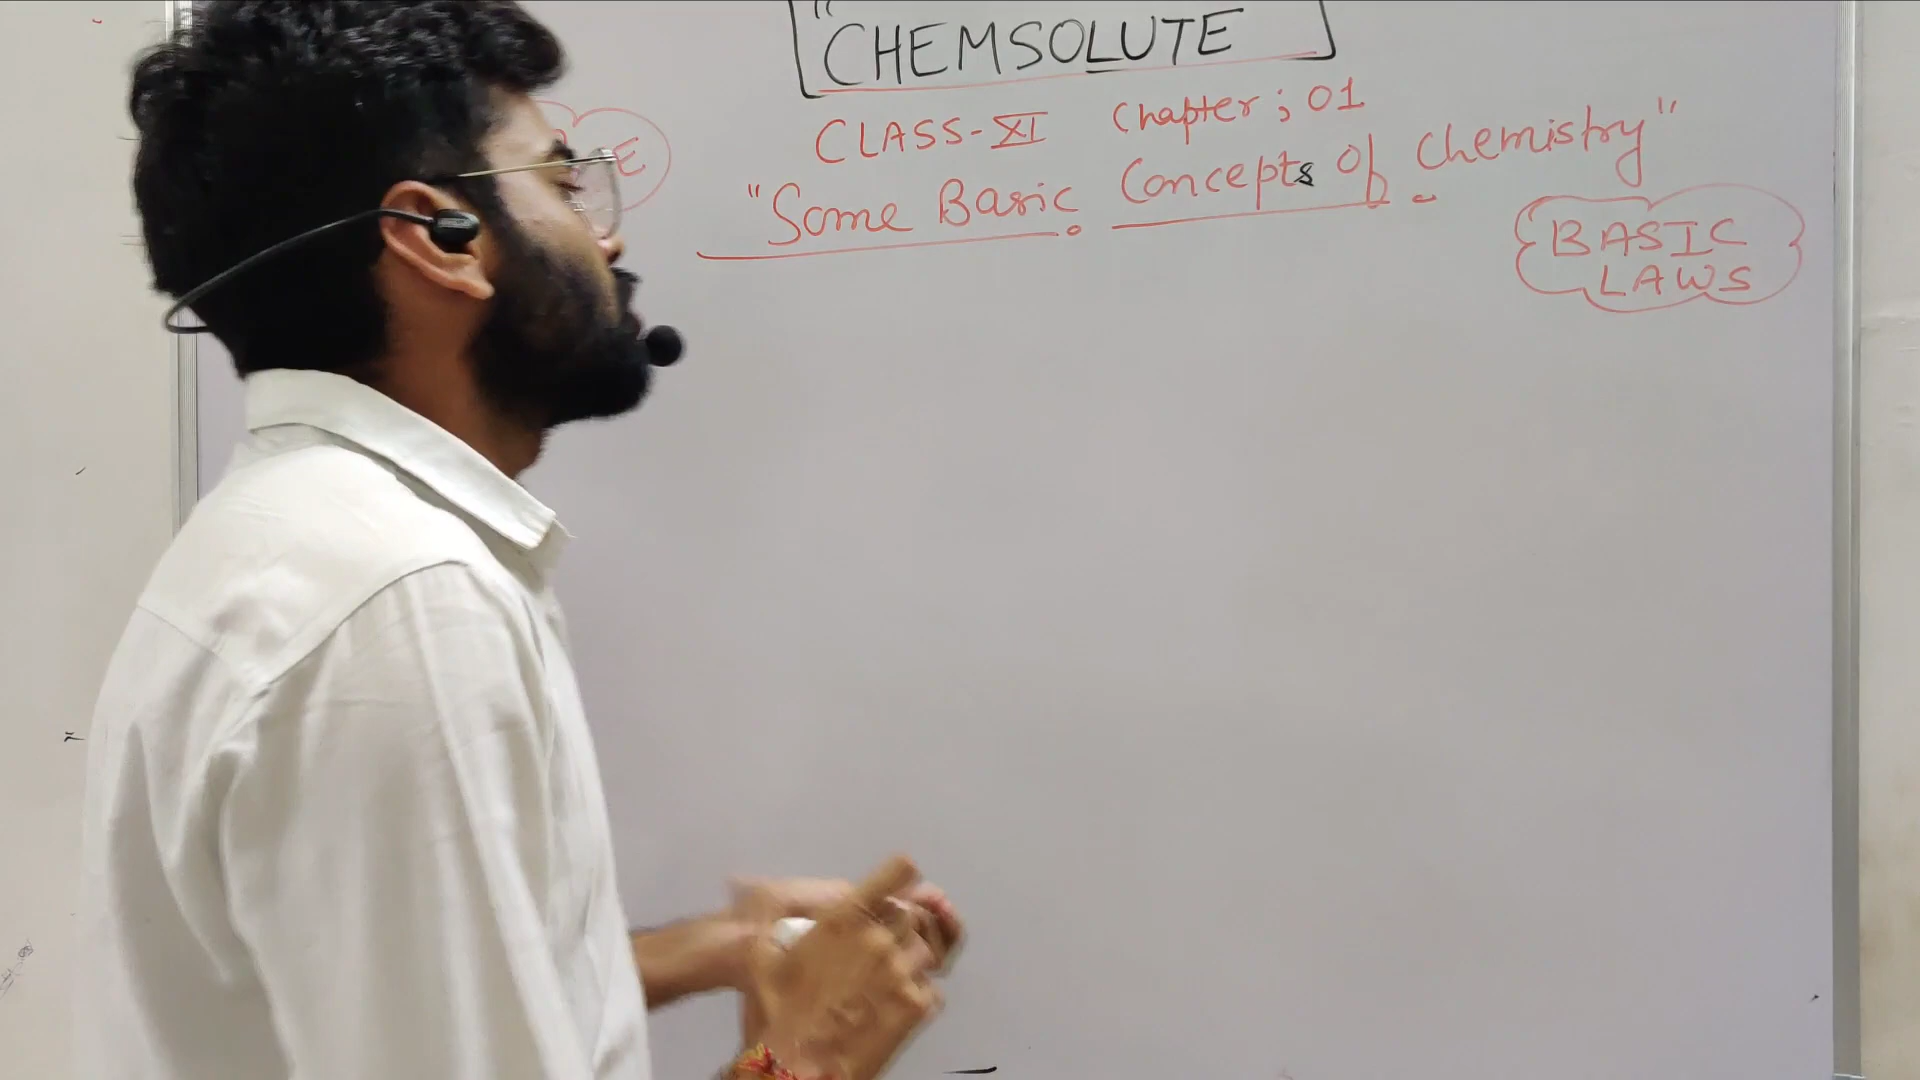 "CHEMSOLUTE
CLASS-XI Chapter ; 01
"Some Basic Concepts Of Chemistry"
BASIC
LAWS